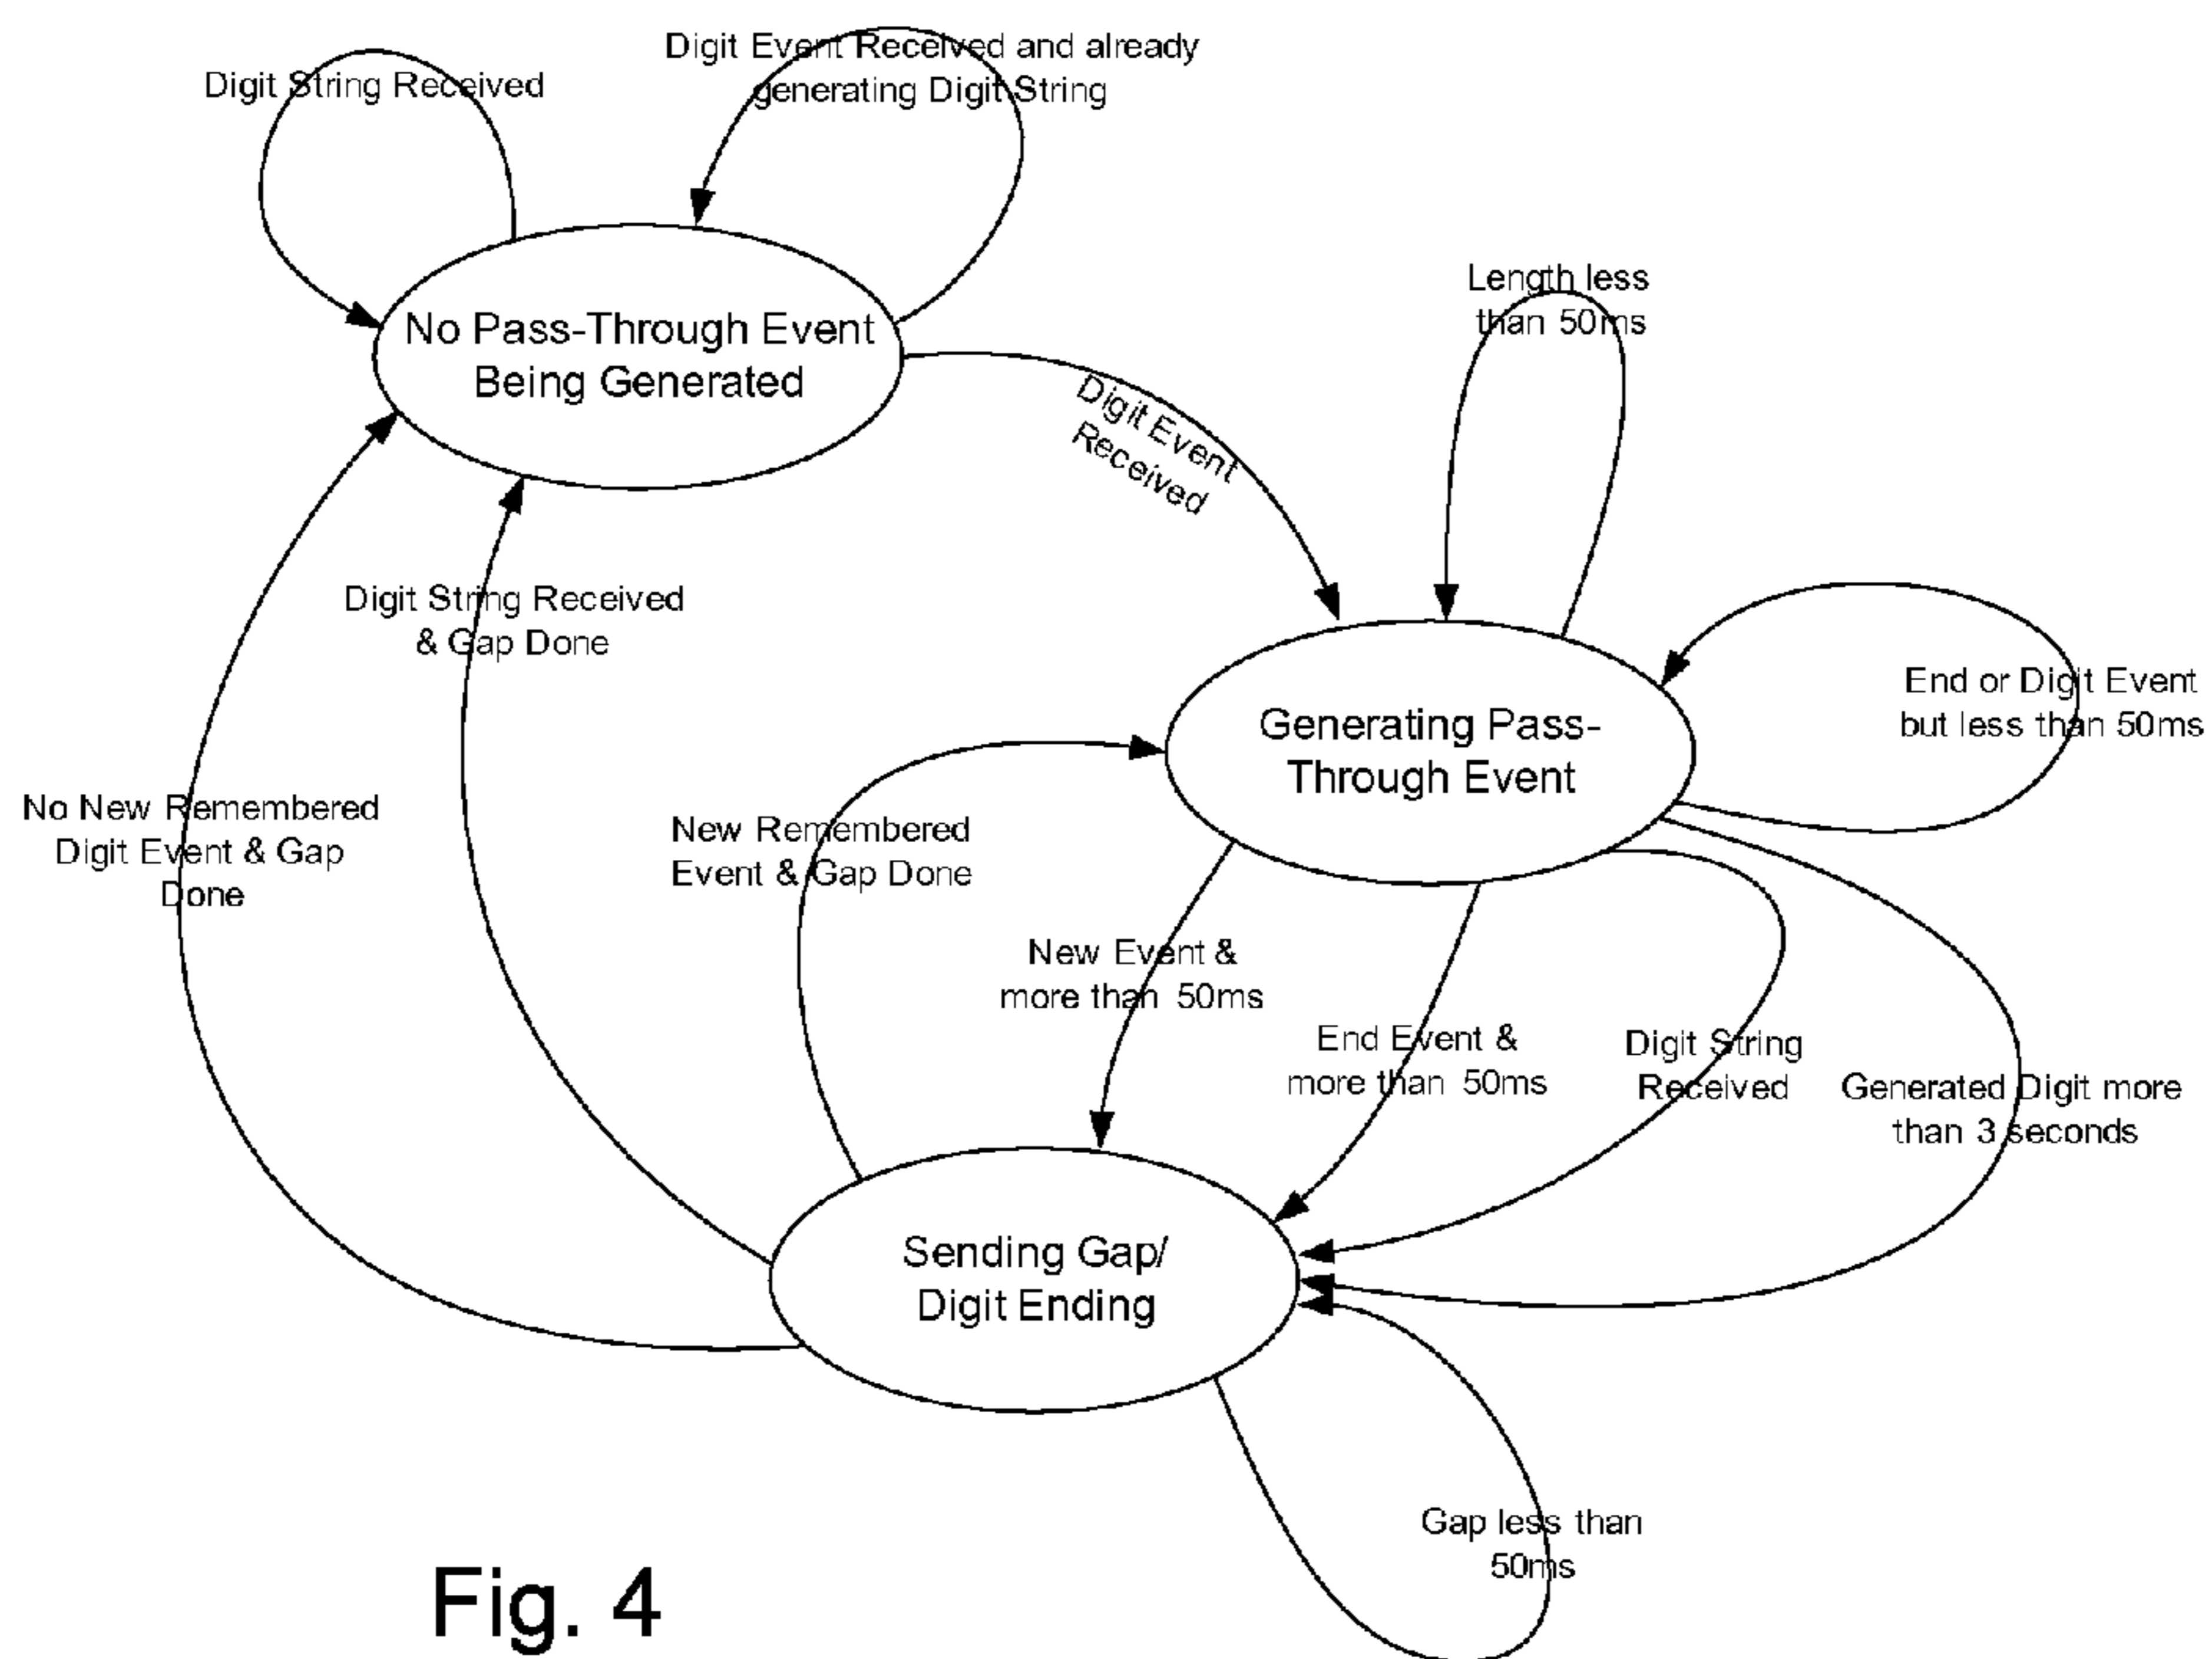 Digit String Received
Digit Event Received and already
generating Digit String
Length less
than 50ms
No Pass-Through Event
Being Generated
Digit Event
Received
Digit String Received
& Gap Done
End or Digit Event
but less than 50ms
Generating Pass-
Through Event
No New Remembered
Digit Event & Gap
Done
New Remembered
Event & Gap Done
New Event &
more than 50ms
End Event &
more than 50ms
Digit String
Received
Generated Digit more
than 3 seconds
Sending Gap/
Digit Ending
Gap less than
50ms
Fig. 4